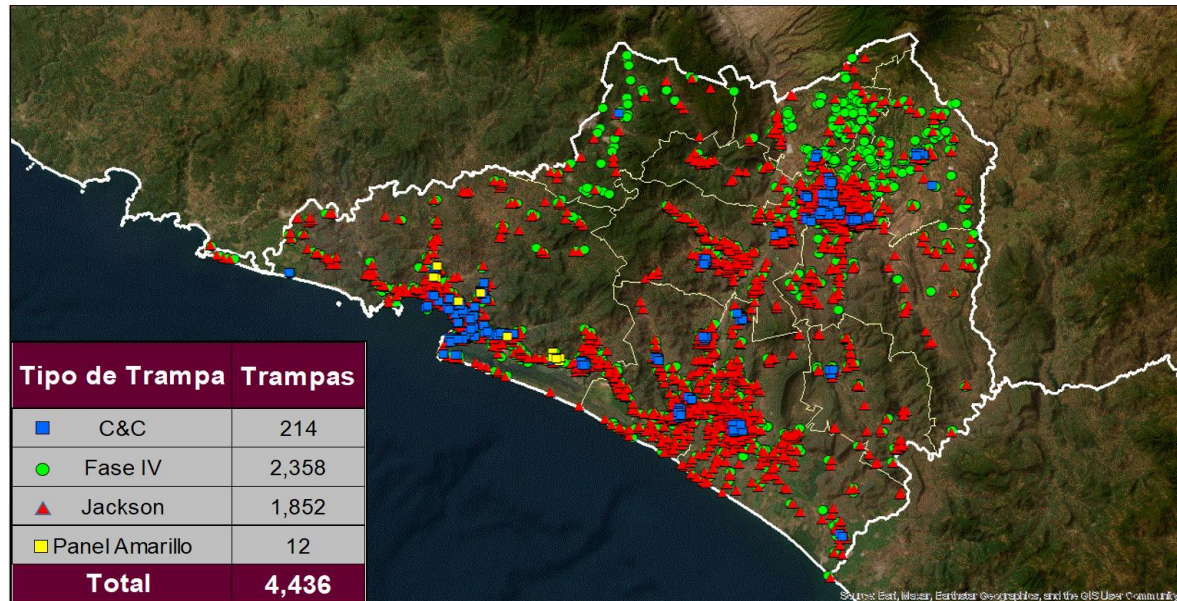 Tipo de Trampa Trampas
C&C 214
Fase IV 2,358
Jackson 1,852
Panel Amarillo 12
Total 4,436
Source: Esri, Maxar, Earthstar Geographics, and the GIS User Community